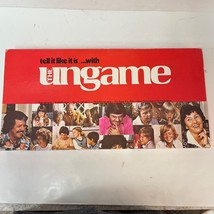 tell it like it is ...with
THE ungame